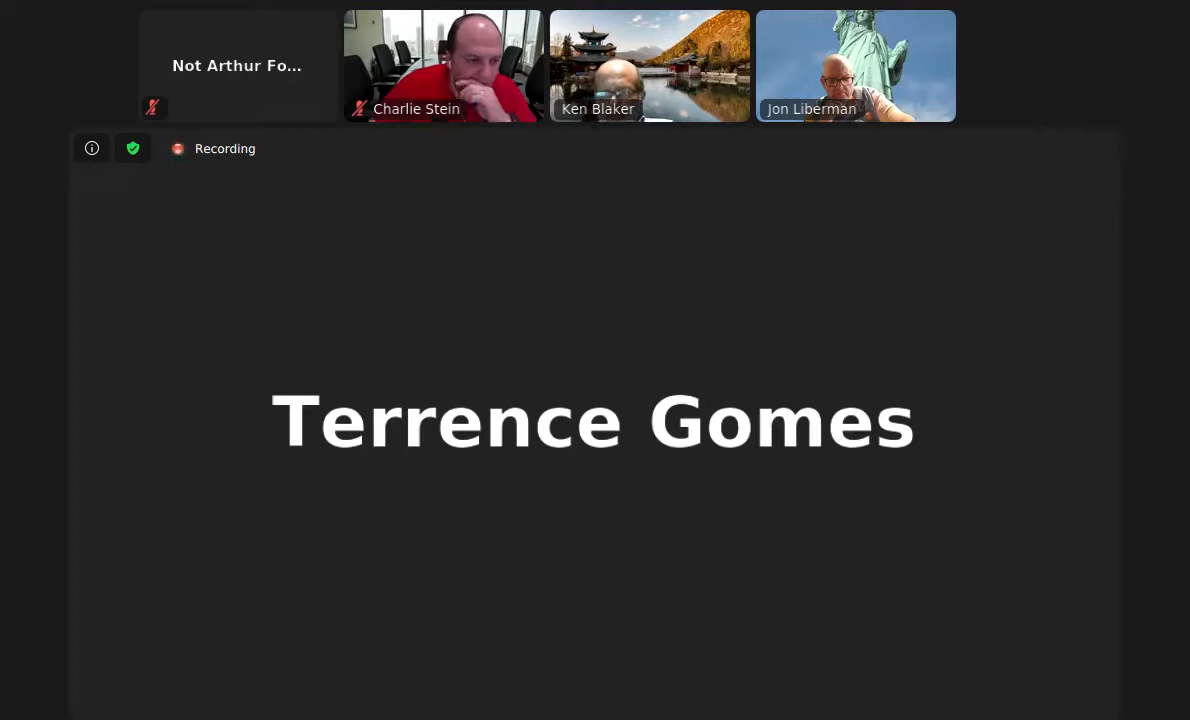 Not Arthur Fo...
Charlie Stein
Ken Blaker
Jon Liberman
Recording
Terrence Gomes